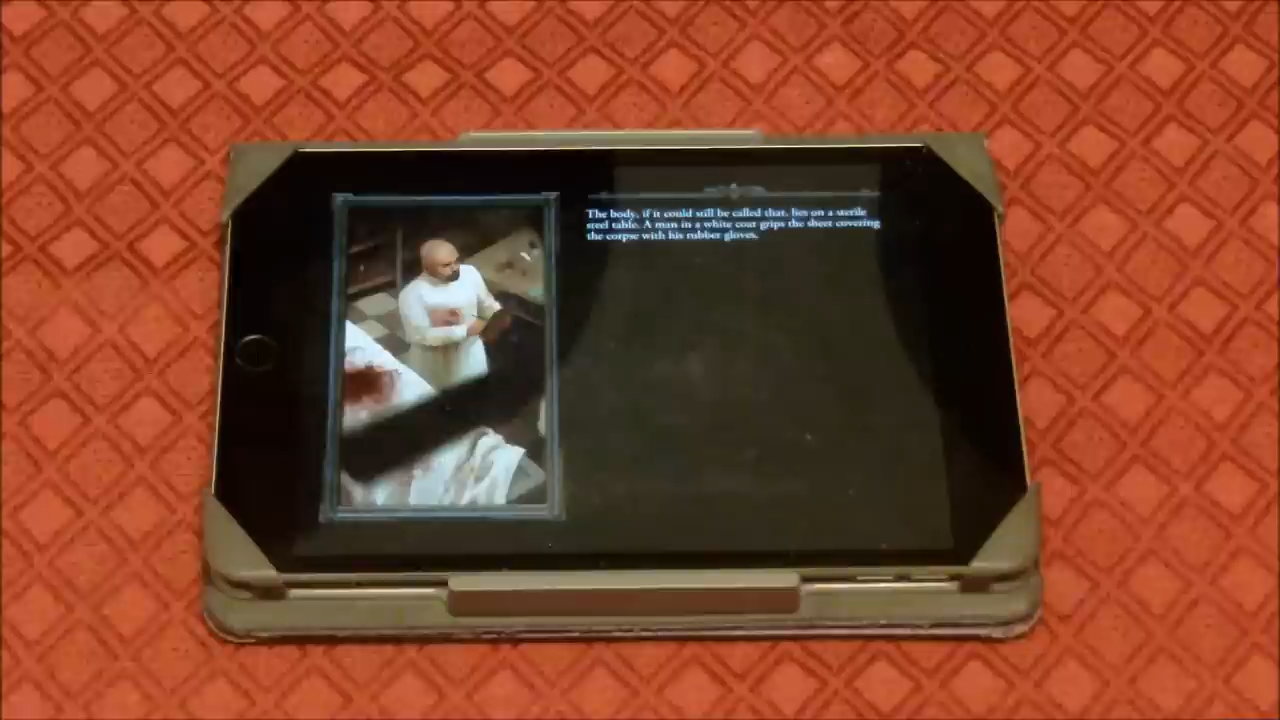 The body, if it could still be called that, lies on a sterile
steel table. A man in a white coat grips the sheet covering
the corpse with his rubber gloves.